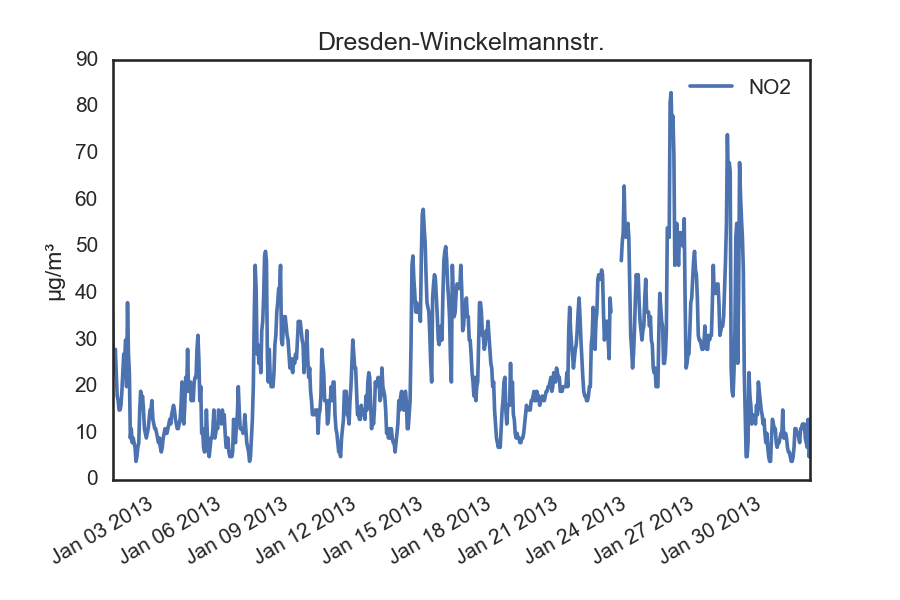 Dresden-Winckelmannstr.
90
80
70
60
50
40
30
20
10
0
µg/m³
NO2
Jan 03 2013
Jan 06 2013
Jan 09 2013
Jan 12 2013
Jan 15 2013
Jan 18 2013
Jan 21 2013
Jan 24 2013
Jan 27 2013
Jan 30 2013